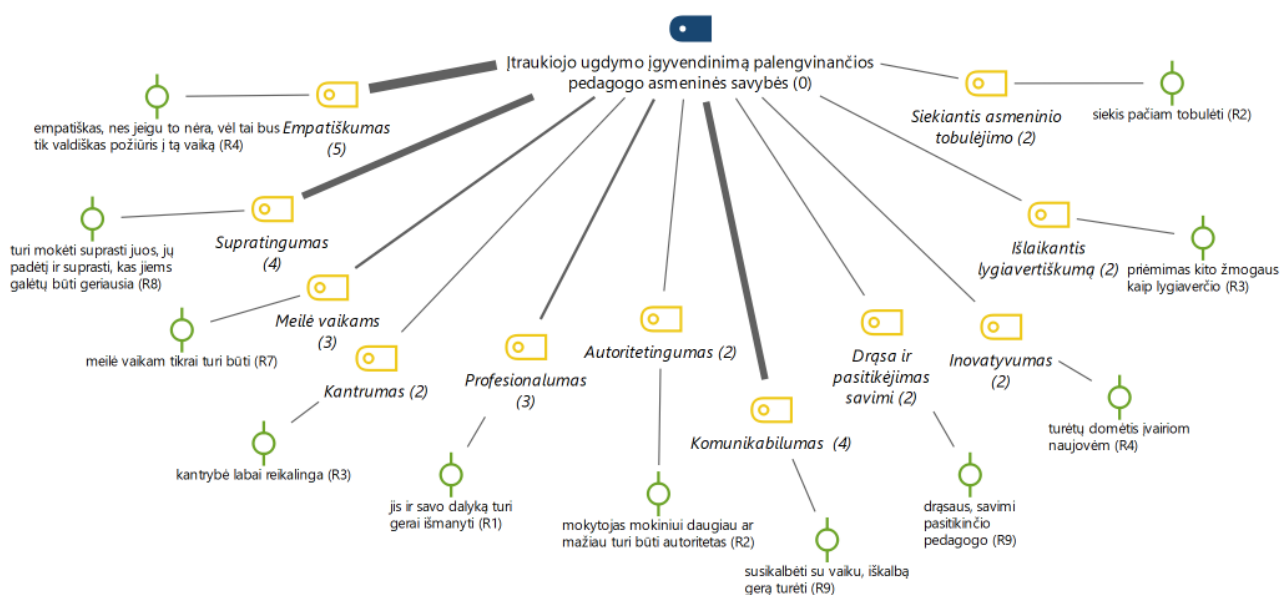 Įtraukiojo ugdymo įgyvendinimą palengvinančios
pedagogo asmeninės savybės (0)
Empatiškumas
(5)
empatiškas, nes jeigu to nėra, vėl tai bus
tik valdiškas požiūris į tą vaiką (R4)
Supratingumas
(4)
turi mokėti suprasti juos, jų
padėtį ir suprasti, kas jiems
galėtų būti geriausia (R8)
Meilė vaikams
(3)
meilė vaikam tikrai turi būti (R7)
Kantrumas (2)
kantrybė labai reikalinga (R3)
Profesionalumas
(3)
jis ir savo dalyką turi
gerai išmanyti (R1)
Autoritetingumas (2)
mokytojas mokiniui daugiau ar
mažiau turi būti autoritetas (R2)
Komunikabilumas (4)
susikalbėti su vaiku, iškalbą
gerą turėti (R9)
Drąsa ir
pasitikėjimas
savimi (2)
drąsaus, savimi
pasitikinčio
pedagogo (R9)
Inovatyvumas
(2)
turėtų domėtis įvairiom
naujovėm (R4)
Išlaikantis
lygiavertiškumą (2)
priėmimas kito žmogaus
kaip lygiaverčio (R3)
Siekiantis asmeninio
tobulėjimo (2)
siekis pačiam tobulėti (R2)